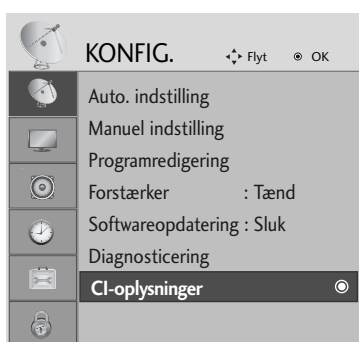 KONFIG. Flyt OK
Auto. indstilling
Manuel indstilling
Programredigering
Forstærker : Tænd
Softwareopdatering : Sluk
Diagnosticering
CI-oplysninger